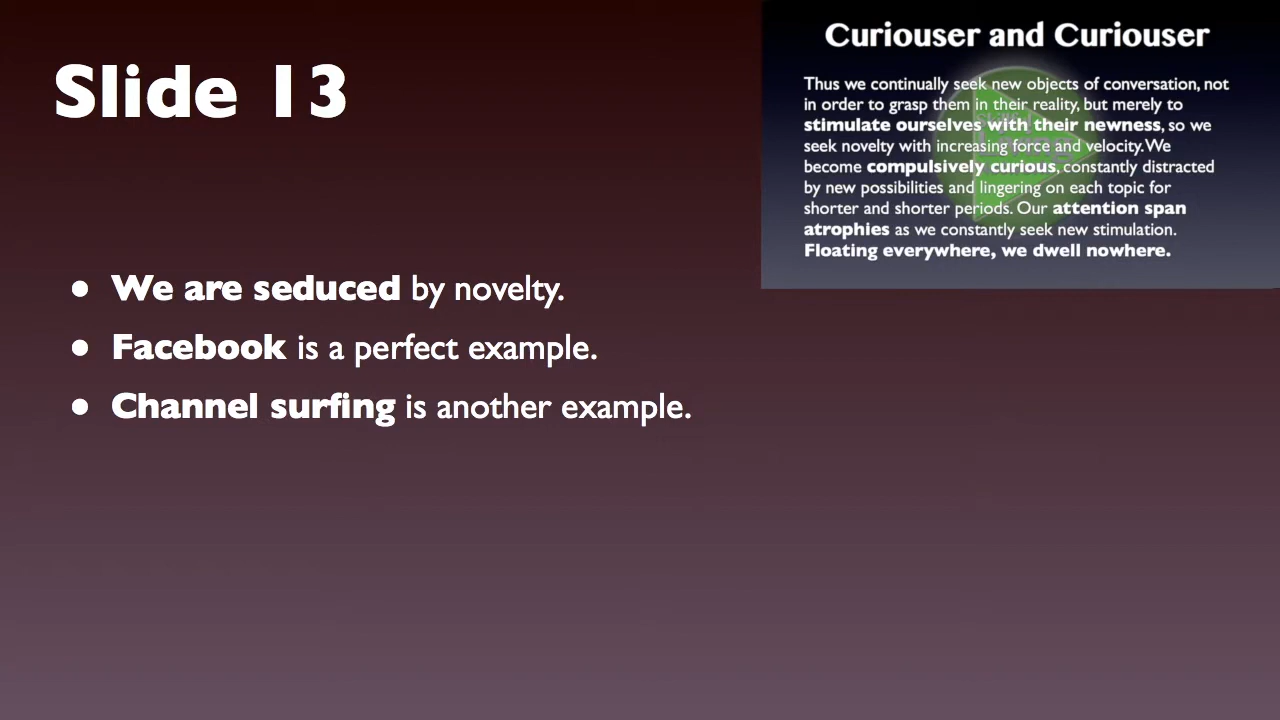 Slide 13
We are seduced by novelty.
Facebook is a perfect example.
Channel surfing is another example.
Curiouser and Curiouser
Thus we continually seek new objects of conversation, not
in order to grasp them in their reality, but merely to
stimulate ourselves with their newness, so we
seek novelty with increasing force and velocity. We
become compulsively curious, constantly distracted
by new possibilities and lingering on each topic for
shorter and shorter periods. Our attention span
atrophies as we constantly seek new stimulation.
Floating everywhere, we dwell nowhere.